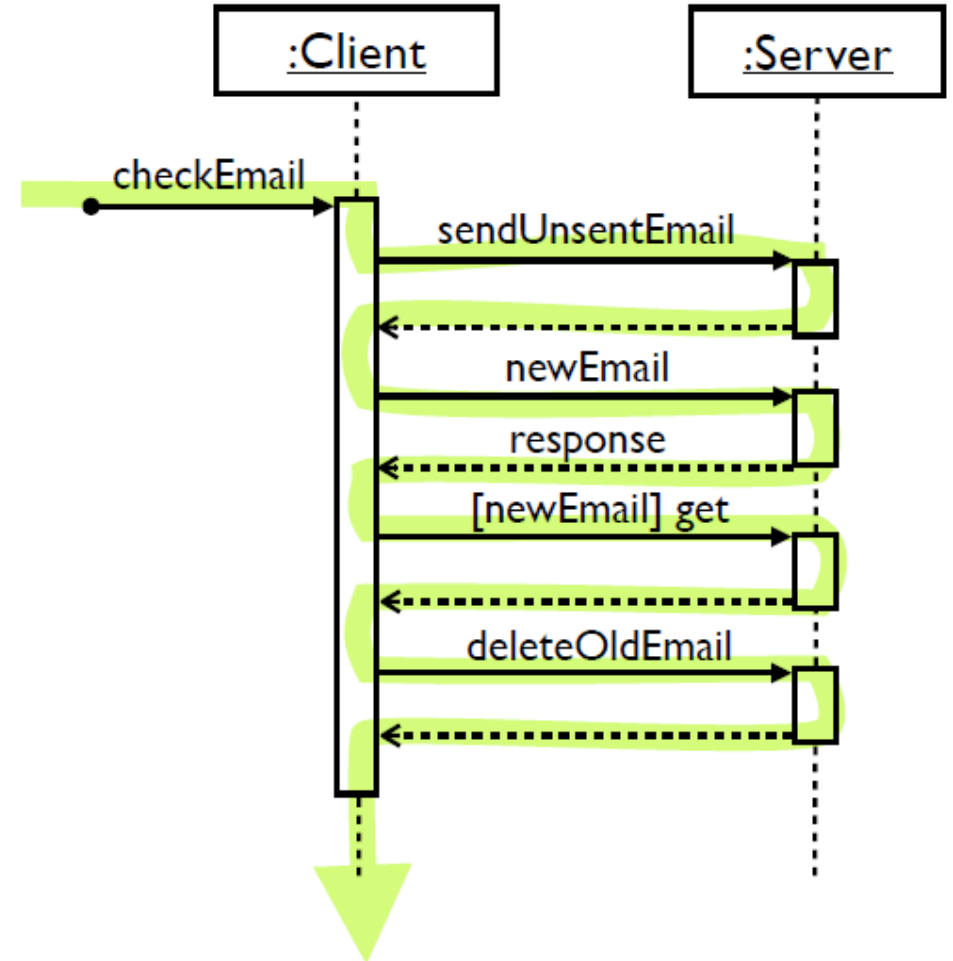 :Client
:Server
checkEmail
sendUnsentEmail
newEmail
response
[newEmail] get
deleteOldEmail